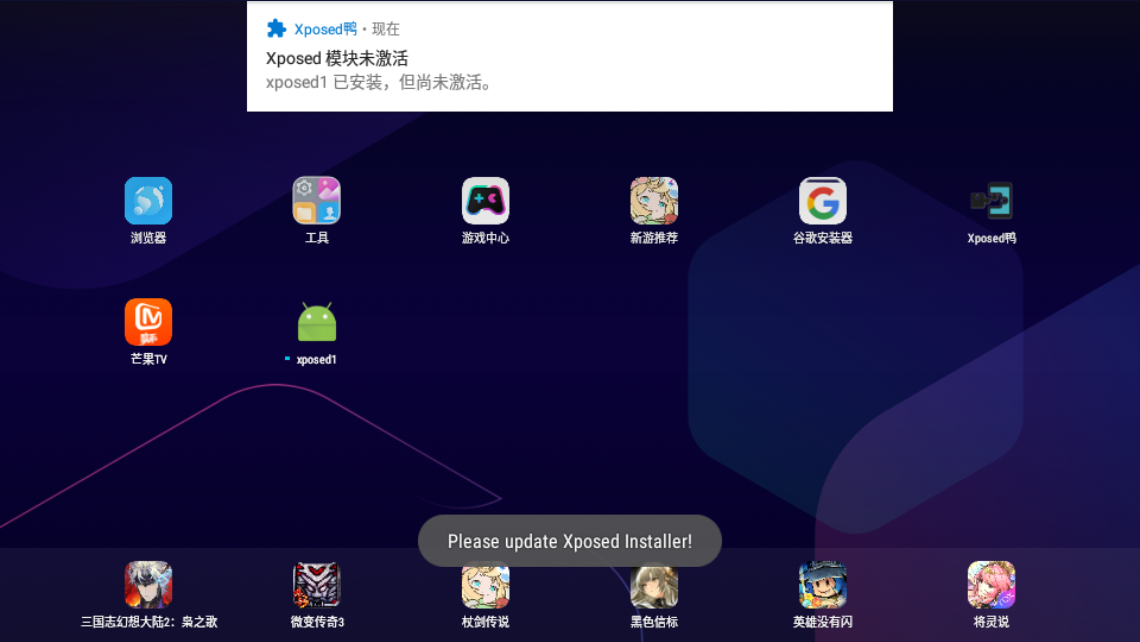 Xposed鸭 • 现在
Xposed 模块未激活
xposed1 已安装，但尚未激活。
浏览器
工具
游戏中心
新游推荐
谷歌安装器
Xposed鸭
芒果TV
xposed1
Please update Xposed Installer!
三国志幻想大陆2：枭之歌
微变传奇3
杖剑传说
黑色信标
英雄没有闪
将灵说